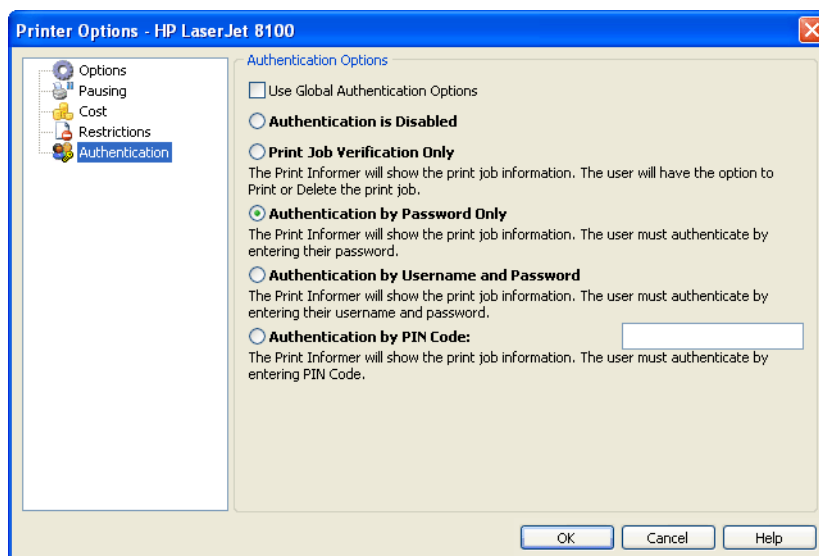 Printer Options - HP LaserJet 8100
Options
Pausing
Cost
Restrictions
Authentication
Authentication Options
Use Global Authentication Options
Authentication is Disabled
Print Job Verification Only
The Print Informer will show the print job information. The user will have the option to
Print or Delete the print job.
Authentication by Password Only
The Print Informer will show the print job information. The user must authenticate by
entering their password.
Authentication by Username and Password
The Print Informer will show the print job information. The user must authenticate by
entering their username and password.
Authentication by PIN Code:
The Print Informer will show the print job information. The user must authenticate by
entering PIN Code.
OK Cancel Help